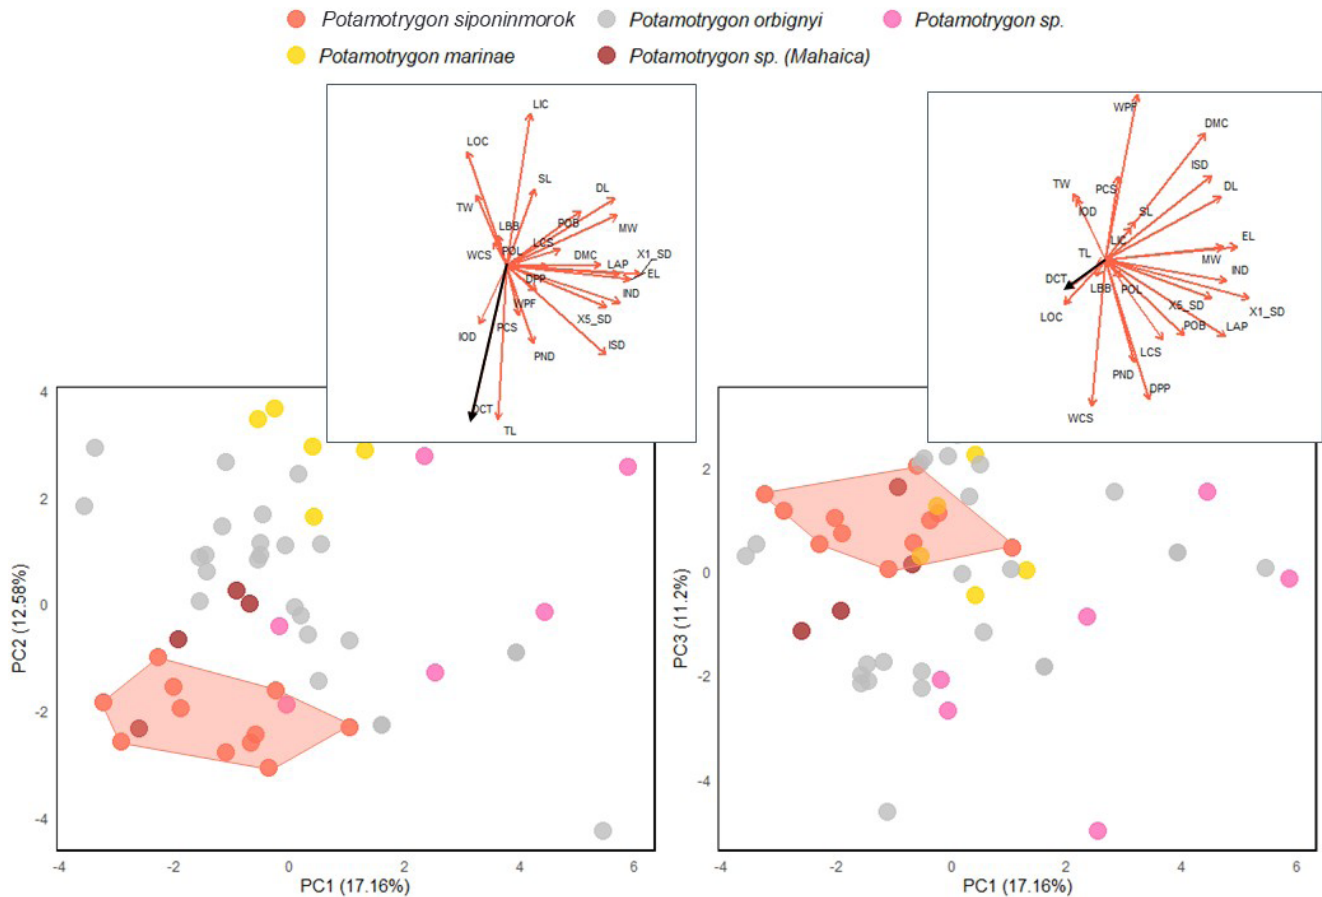 Potamotrygon siponinmorok
Potamotrygon orbignyi
Potamotrygon sp.
Potamotrygon marinae
Potamotrygon sp. (Mahaica)
LIC
LOC
SL
DL
TW
LBB
POB
MW
WCS
POL
LCS
DMC
LAP
X1_SD
EL
DPP
IND
WPF
X5_SD
IOD
PCS
PND
ISD
DCT
TL
WPF
DMC
ISD
TW
PCS
DL
IOD
SL
LIC
EL
TL
MW
IND
DCT
LBB
POL
X5_SD
X1_SD
LOC
POB
LAP
LCS
PND
DPP
WCS
4
2
0
-2
-4
PC2 (12.58%)
-4
-2
0
2
4
6
PC1 (17.16%)
2
0
-2
-4
PC3 (11.2%)
-4
-2
0
2
4
6
PC1 (17.16%)